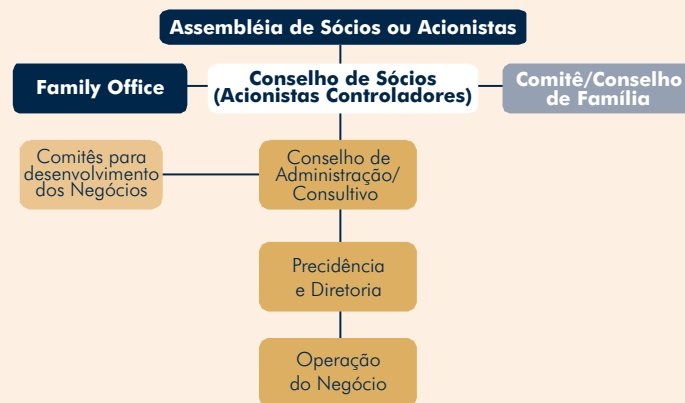 Assembléia de Sócios ou Acionistas
Family Office
Conselho de Sócios
(Acionistas Controladores)
Comitê/Conselho
de Família
Comitês para
desenvolvimento
dos Negócios
Conselho de
Administração/
Consultivo
Precidência
e Diretoria
Operação
do Negócio